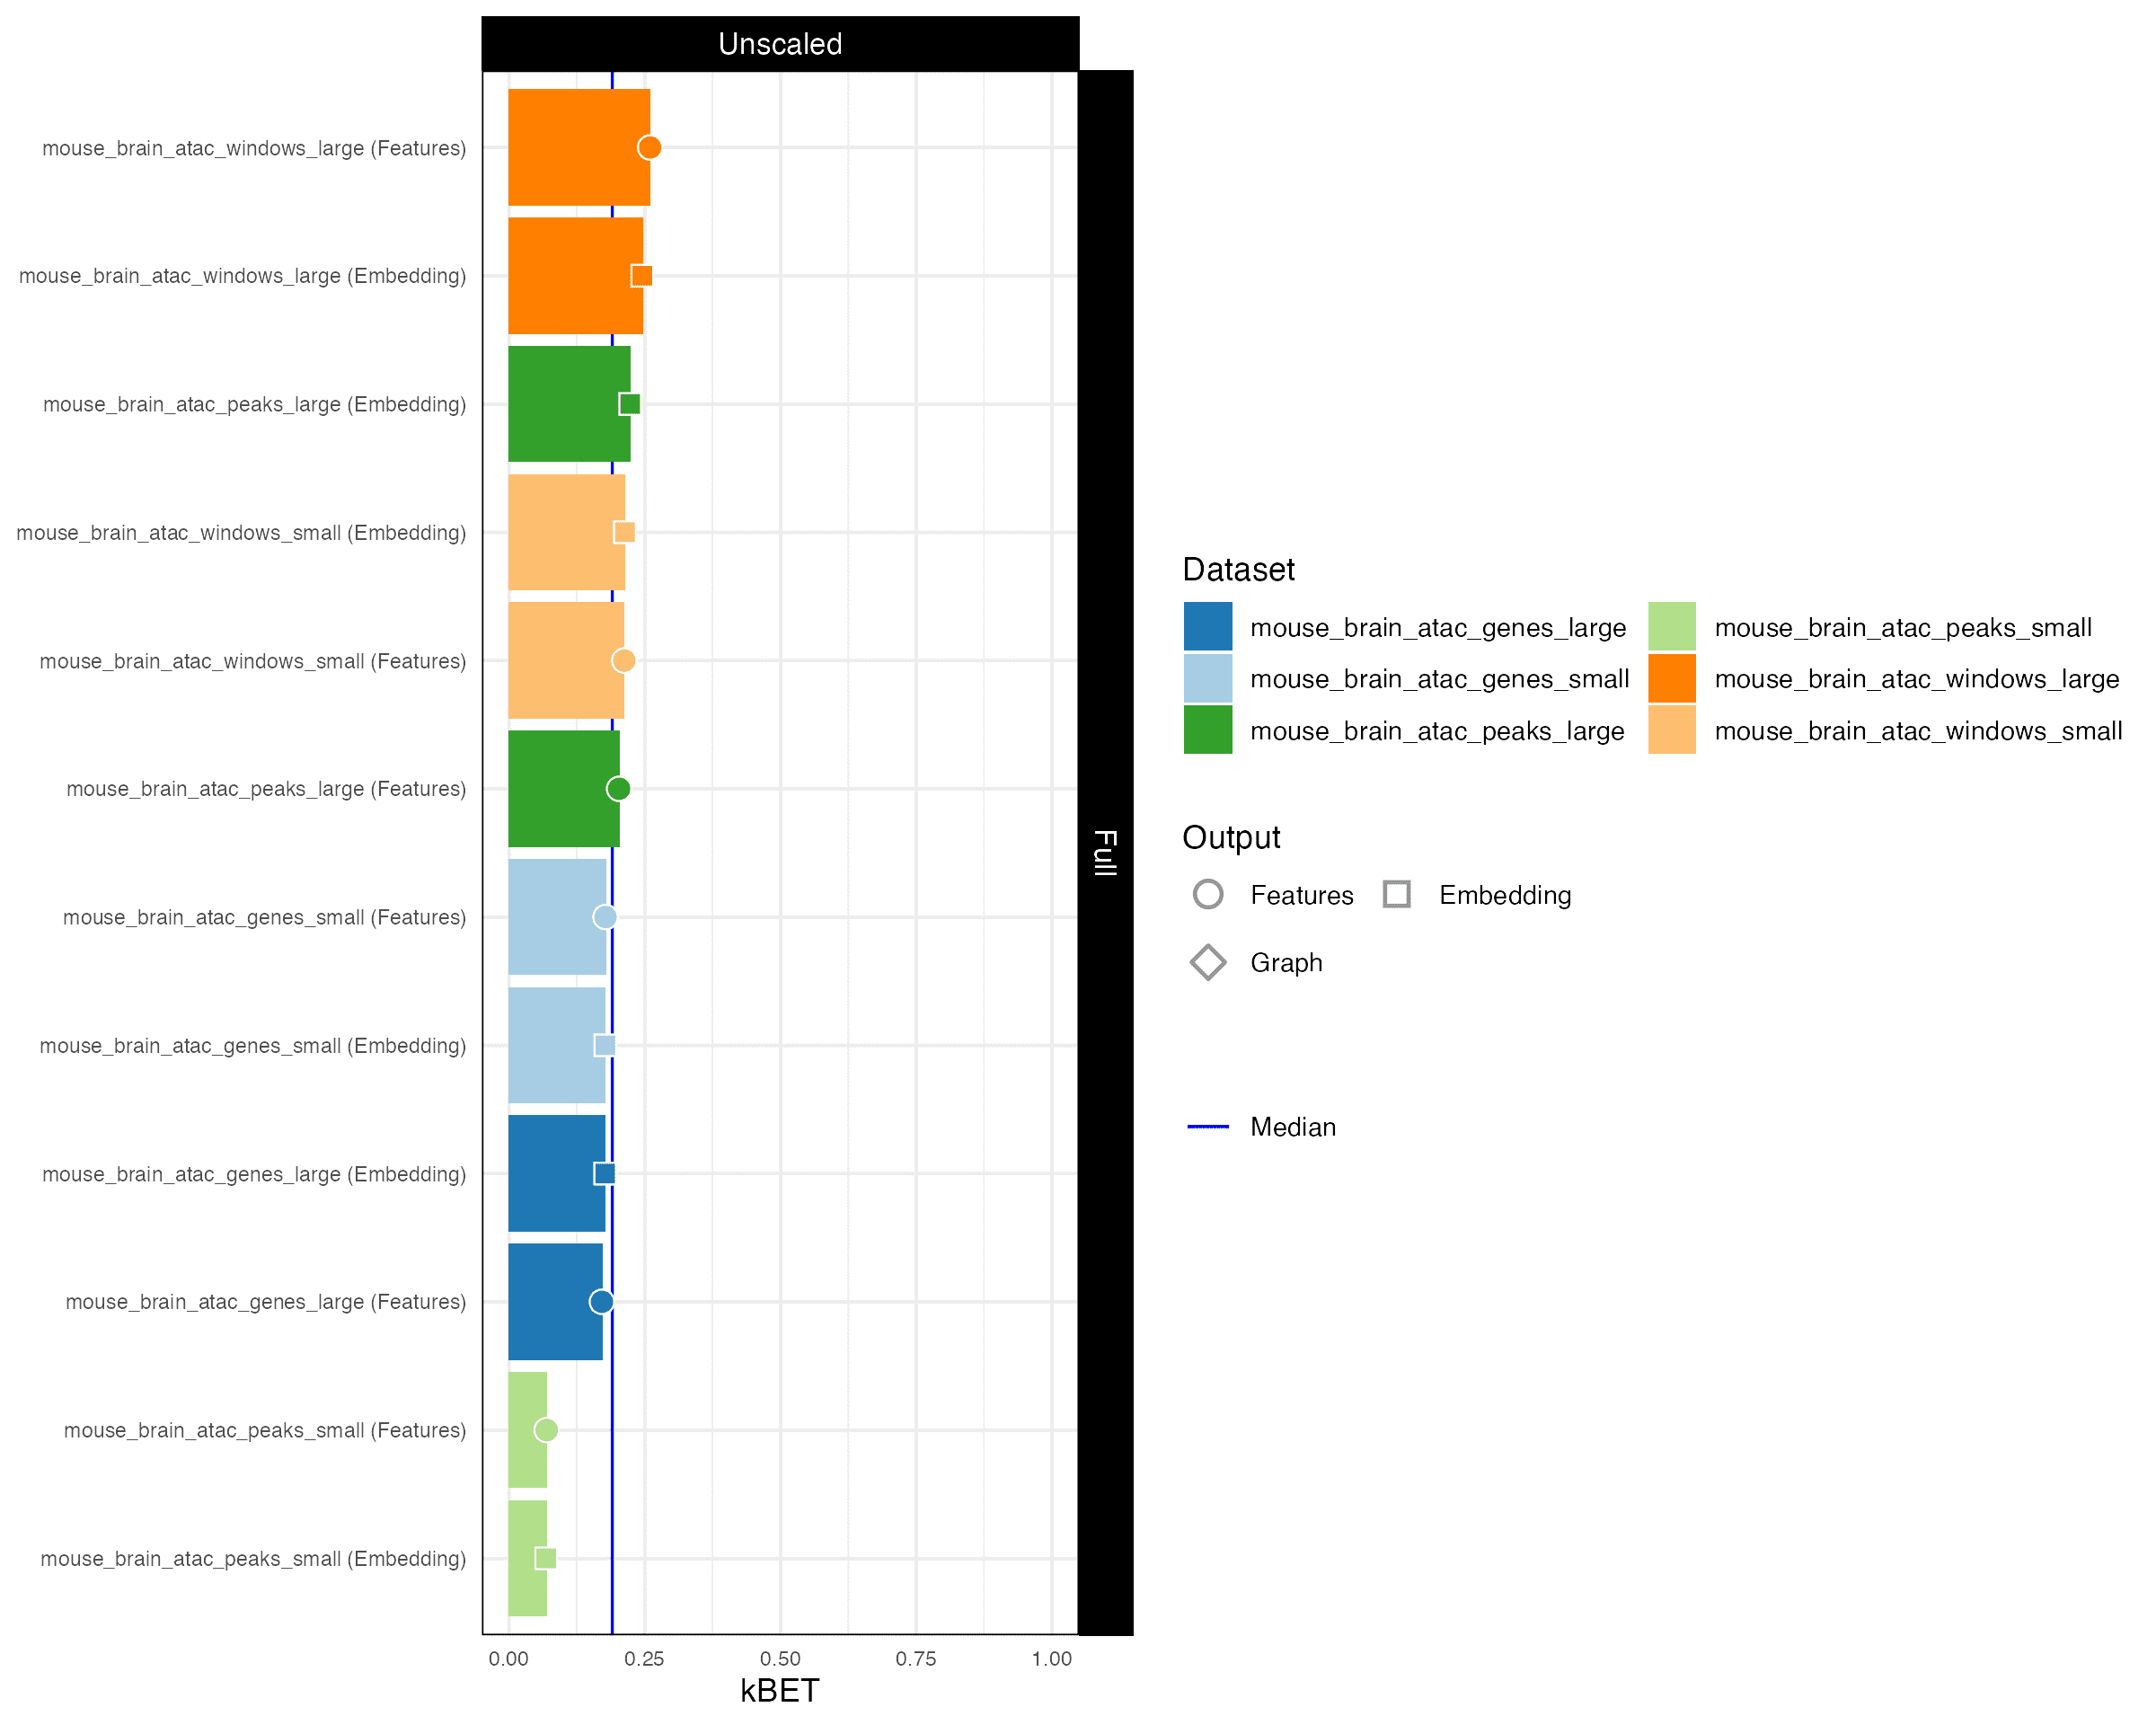 Unscaled
mouse_brain_atac_windows_large (Features)
mouse_brain_atac_windows_large (Embedding)
mouse_brain_atac_peaks_large (Embedding)
mouse_brain_atac_windows_small (Embedding)
mouse_brain_atac_windows_small (Features)
mouse_brain_atac_peaks_large (Features)
mouse_brain_atac_genes_small (Features)
mouse_brain_atac_genes_small (Embedding)
mouse_brain_atac_genes_large (Embedding)
mouse_brain_atac_genes_large (Features)
mouse_brain_atac_peaks_small (Features)
mouse_brain_atac_peaks_small (Embedding)
0.00 0.25 0.50 0.75 1.00
kBET
Full
Dataset
mouse_brain_atac_genes_large mouse_brain_atac_peaks_small
mouse_brain_atac_genes_small mouse_brain_atac_windows_large
mouse_brain_atac_peaks_large mouse_brain_atac_windows_small
Output
Features Embedding
Graph
Median